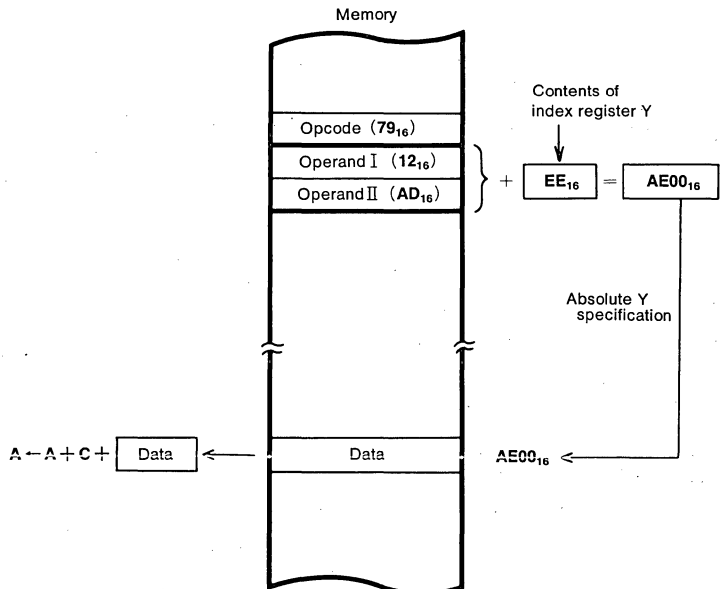 Memory
Contents of
index register Y
Opcode (79₁₆)
Operand Ⅰ (12₁₆)
Operand Ⅱ (AD₁₆)
+ EE₁₆ = AE00₁₆
Absolute Y
specification
A←A+C+ Data
Data
AE00₁₆